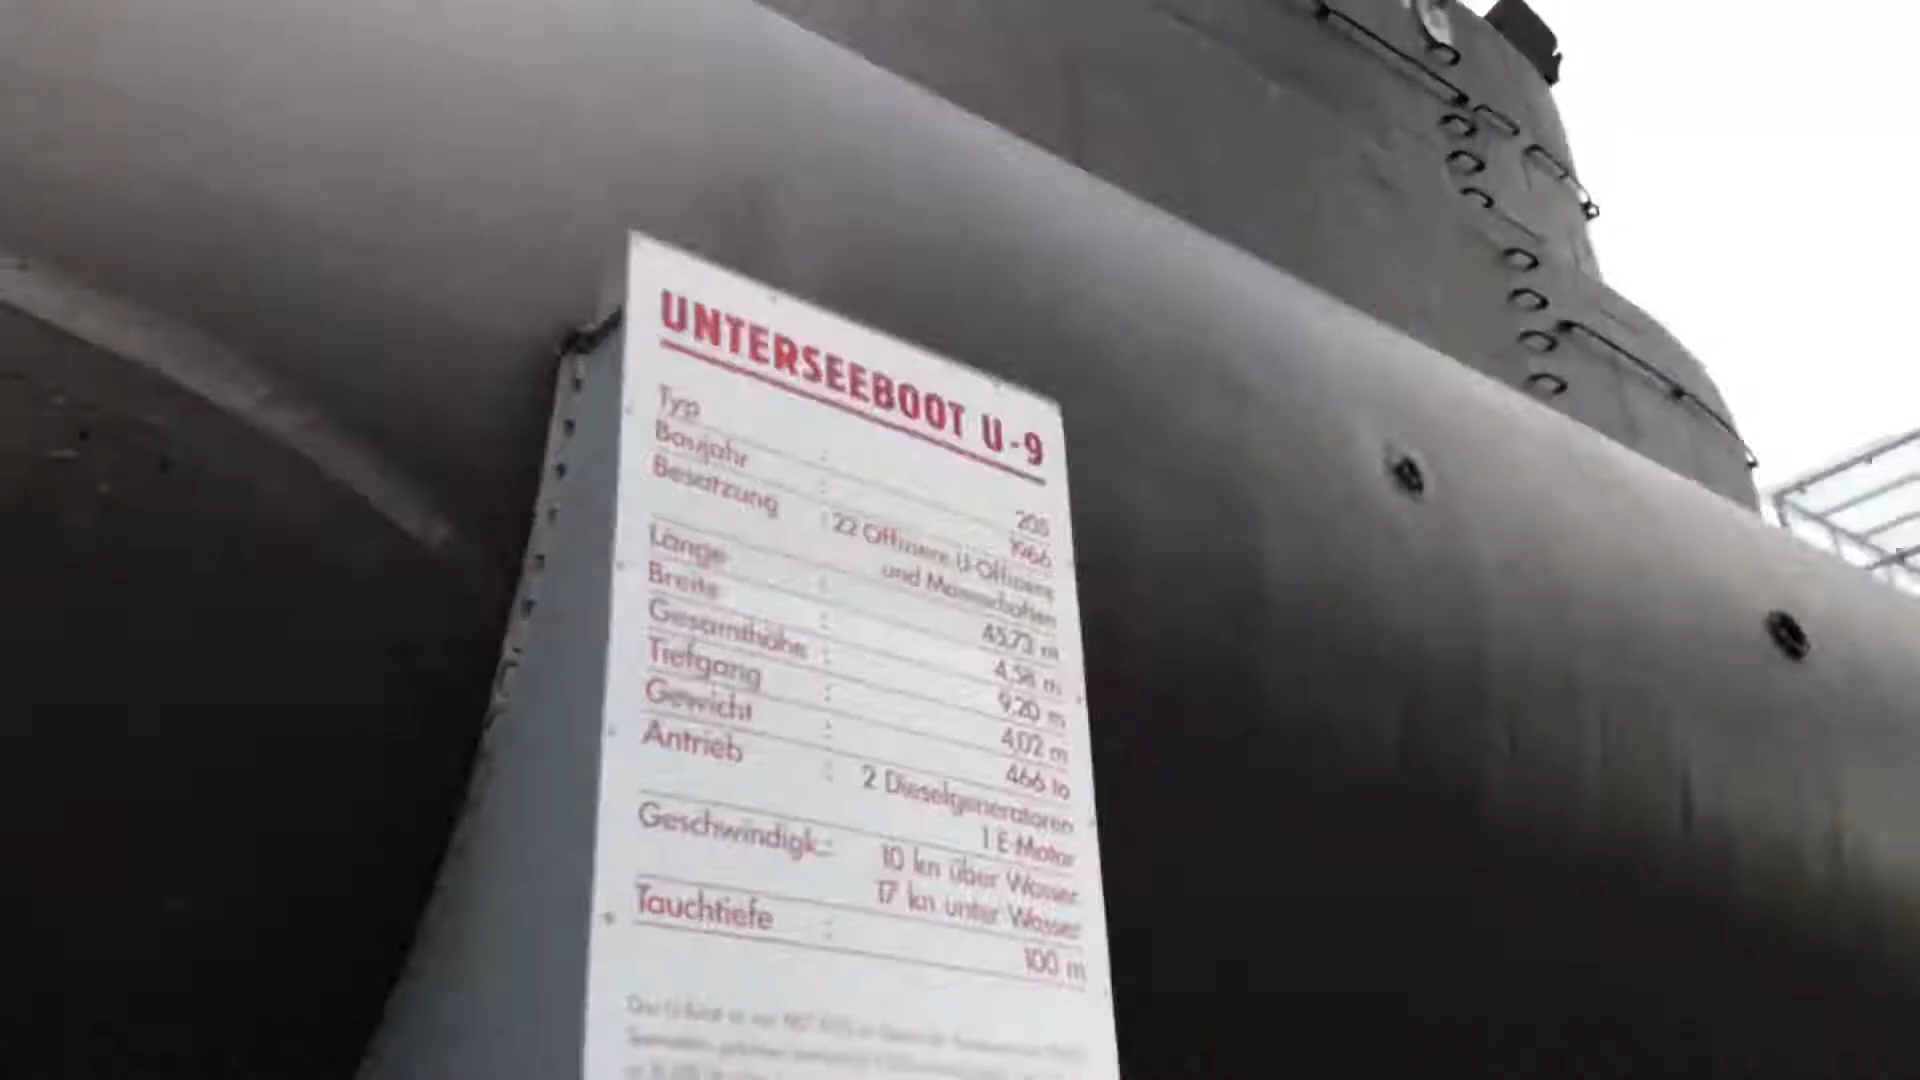 UNTERSEEBOOT U-9
Typ : 205
Baujahr : 1966
Besatzung : 22 Offiziere U-Offiziere
und Mannschaften
Länge : 45,73 m
Breite : 4,58 m
Gesamthöhe : 9,20 m
Tiefgang : 4,02 m
Gewicht : 466 to
Antrieb : 2 Dieselgeneratoren
1 E-Motor
Geschwindigk.: 10 kn über Wasser
17 kn unter Wasser
Tauchtiefe : 100 m